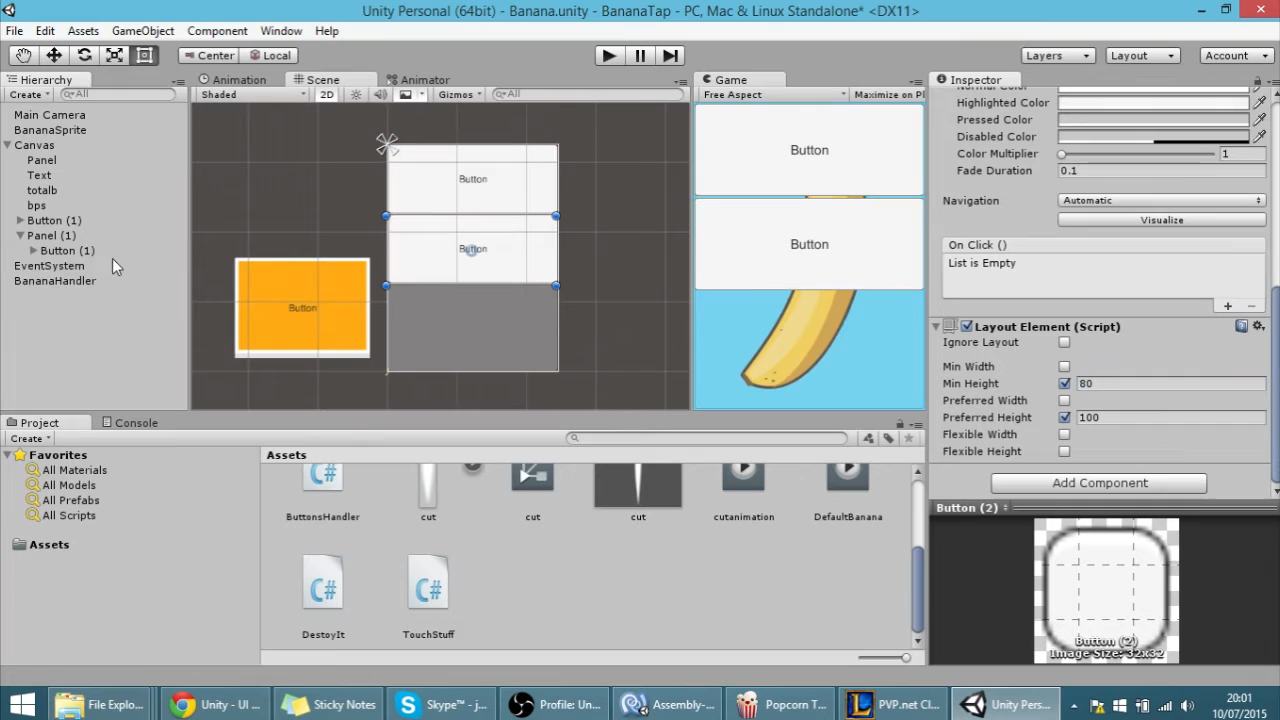 Unity Personal (64bit) - Banana.unity - BananaTap - PC, Mac & Linux Standalone* <DX11>
File Edit Assets GameObject Component Window Help
Center Local Layers Layout Account
Hierarchy Animation Scene Animator Game Inspector
Create All Shaded 2D Gizmos All Free Aspect Maximize on Pl
Highlighted Color
Main Camera
Pressed Color
BananaSprite
Disabled Color
Canvas
Color Multiplier 1
Panel Button Button
Fade Duration 0.1
Text
totalb
Navigation Automatic
bps
Visualize
Button (1)
Panel (1)
On Click ()
Button (1) Button Button
List is Empty
EventSystem
BananaHandler
Button
Layout Element (Script)
Ignore Layout
Min Width
Min Height 80
Preferred Width
Preferred Height 100
Project Console
Flexible Width
Create
Flexible Height
Favorites Assets
All Materials
Add Component
All Models
All Prefabs
Button (2)
All Scripts
ButtonsHandler cut cut cut cutanimation DefaultBanana
Assets
DestoyIt TouchStuff
Button (2)
Image Size: 32x32
File Explo... Unity - UI ... Sticky Notes Skype™ - j... Profile: Un... Assembly-... Popcorn T... PVP.net Cl... Unity Pers...
20:01
10/07/2015